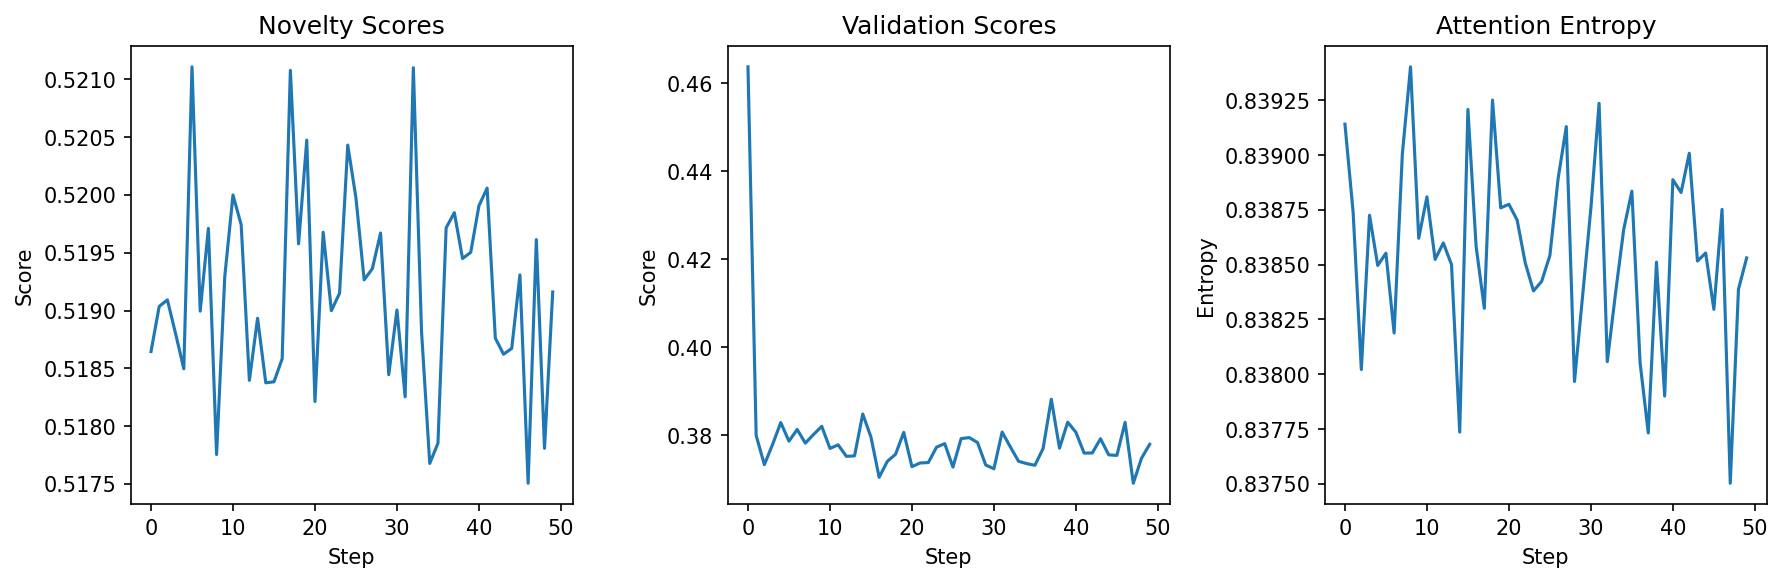 Novelty Scores
0.5210
0.5205
0.5200
0.5195
0.5190
0.5185
0.5180
0.5175
Score
0 10 20 30 40 50
Step
Validation Scores
0.46
0.44
0.42
0.40
0.38
Score
0 10 20 30 40 50
Step
Attention Entropy
0.83925
0.83900
0.83875
0.83850
0.83825
0.83800
0.83775
0.83750
Entropy
0 10 20 30 40 50
Step